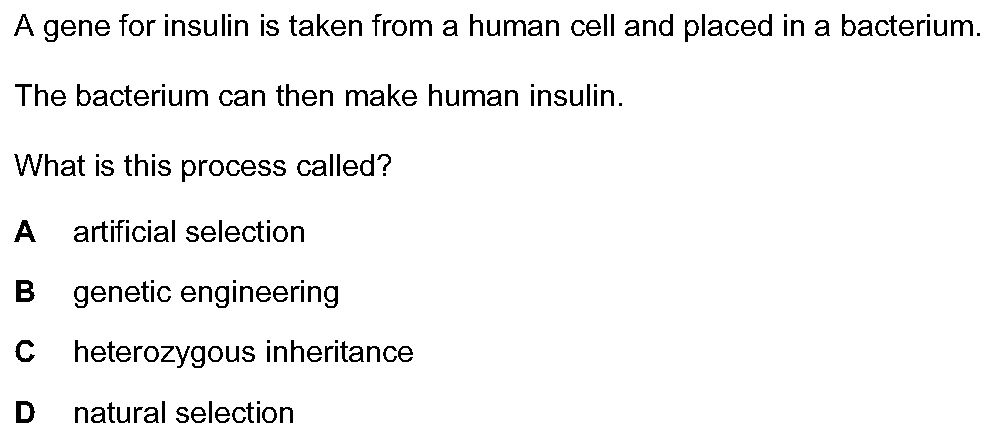 A gene for insulin is taken from a human cell and placed in a bacterium.
The bacterium can then make human insulin.
What is this process called?
A artificial selection
B genetic engineering
C heterozygous inheritance
D natural selection